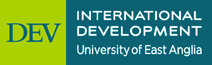 DEV
INTERNATIONAL
DEVELOPMENT
University of East Anglia